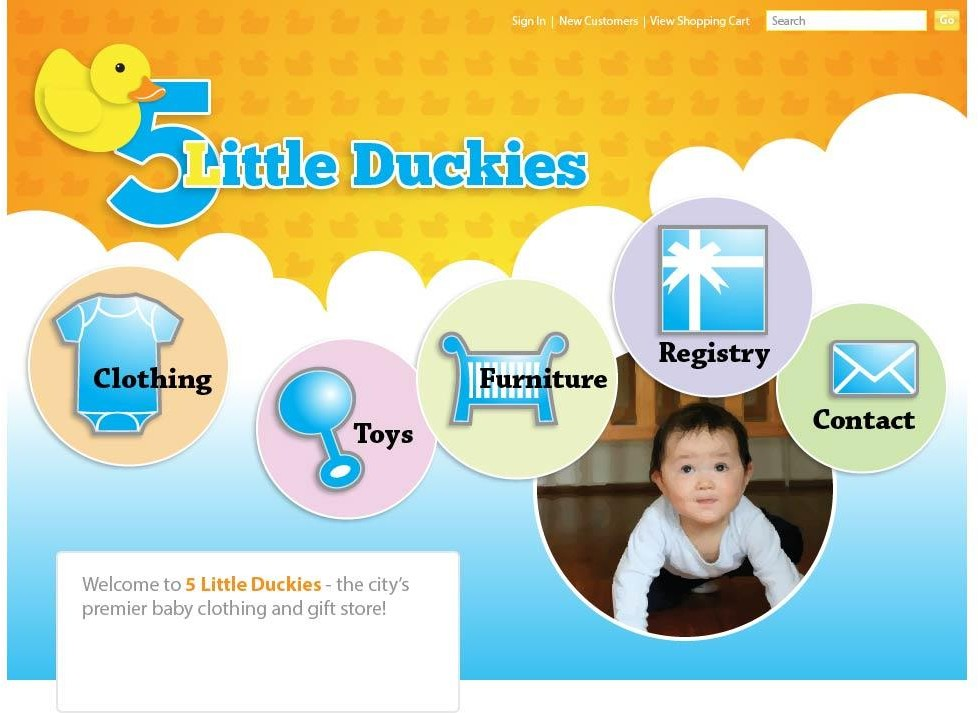 Sign In | New Customers | View Shopping Cart
Search
Go
5 Little Duckies
Clothing
Toys
Furniture
Registry
Contact
Welcome to 5 Little Duckies - the city's
premier baby clothing and gift store!